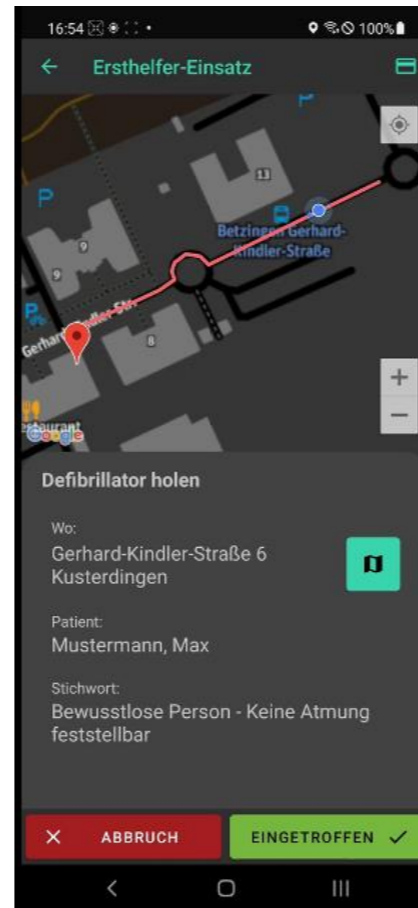 16:54
100%
Ersthelfer-Einsatz
P
11
P
Betzingen Gerhard-
Kindler-Straße
9
9
P
Gerhard-Kindler-Str.
8
estaurant
Google
+
−
Defibrillator holen
Wo:
Gerhard-Kindler-Straße 6
Kusterdingen
Patient:
Mustermann, Max
Stichwort:
Bewusstlose Person - Keine Atmung
feststellbar
ABBRUCH
EINGETROFFEN